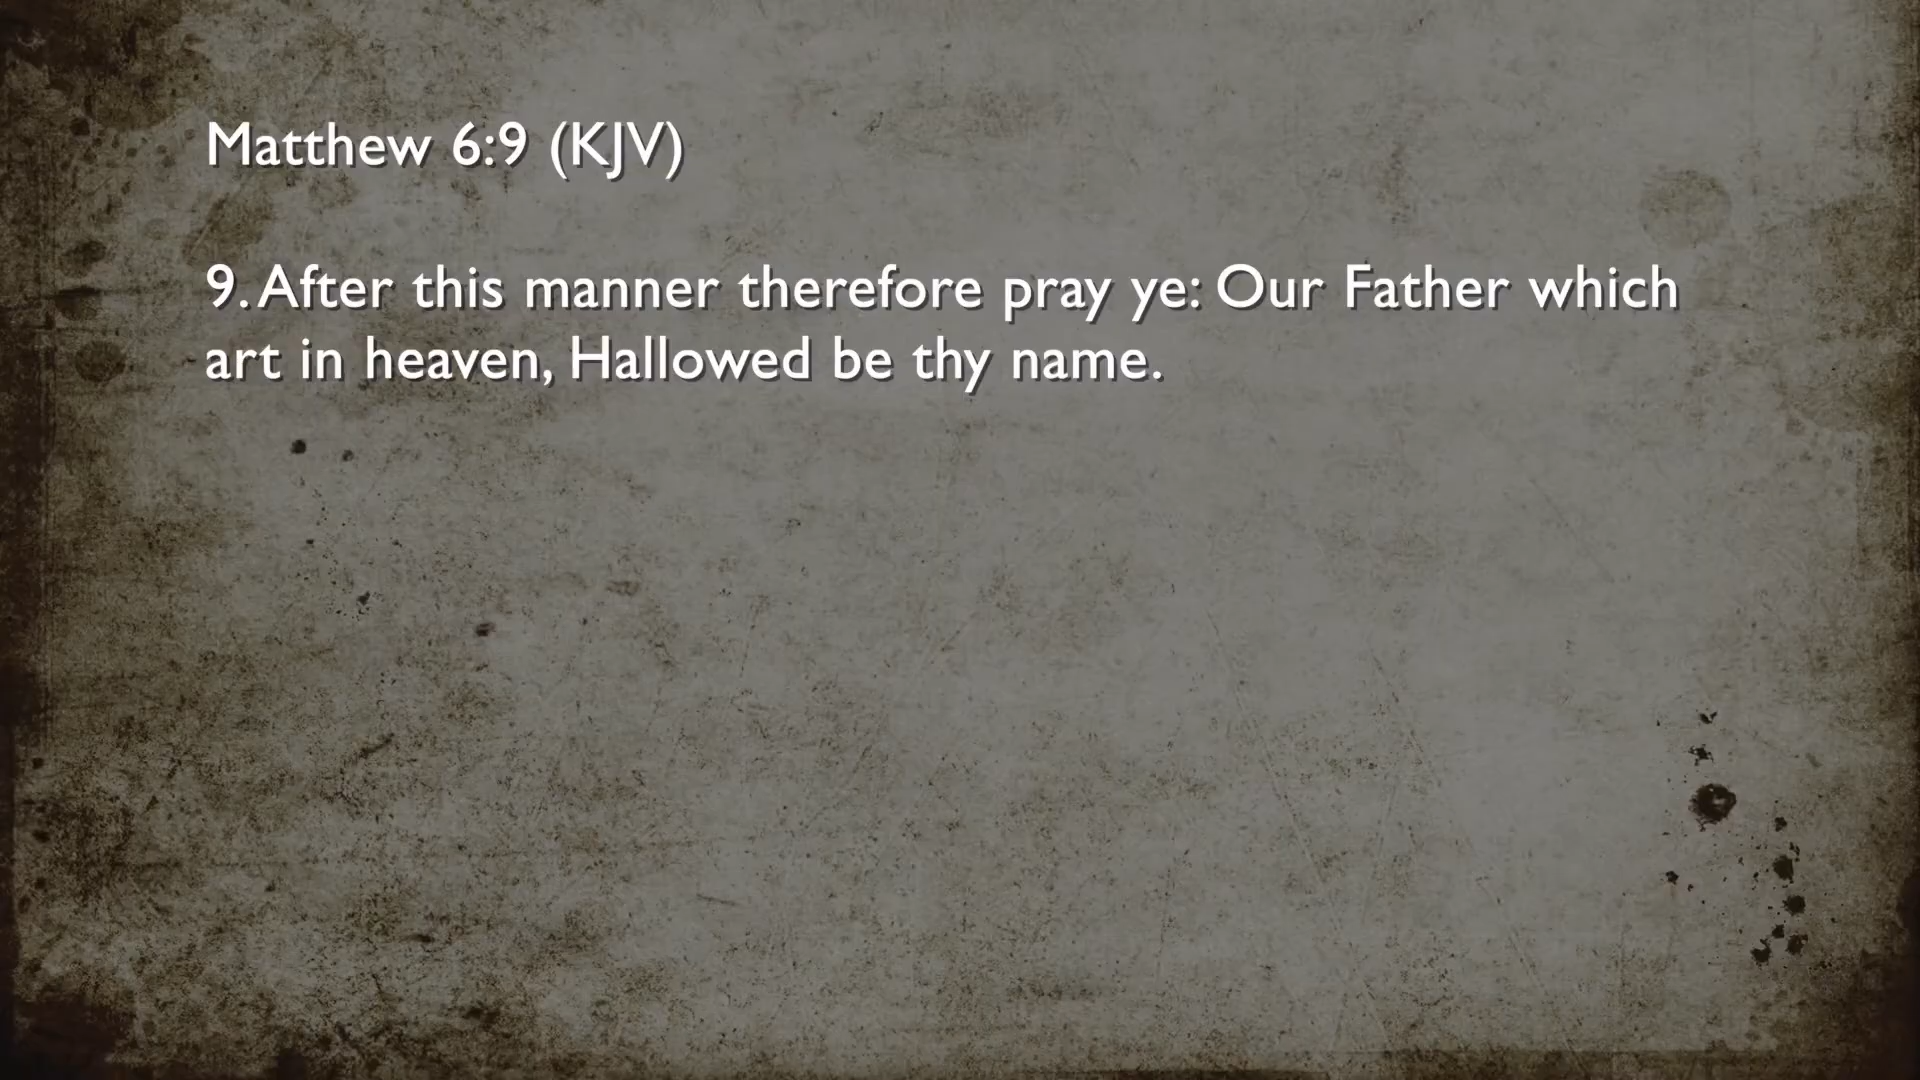 Matthew 6:9 (KJV)
9. After this manner therefore pray ye: Our Father which
art in heaven, Hallowed be thy name.